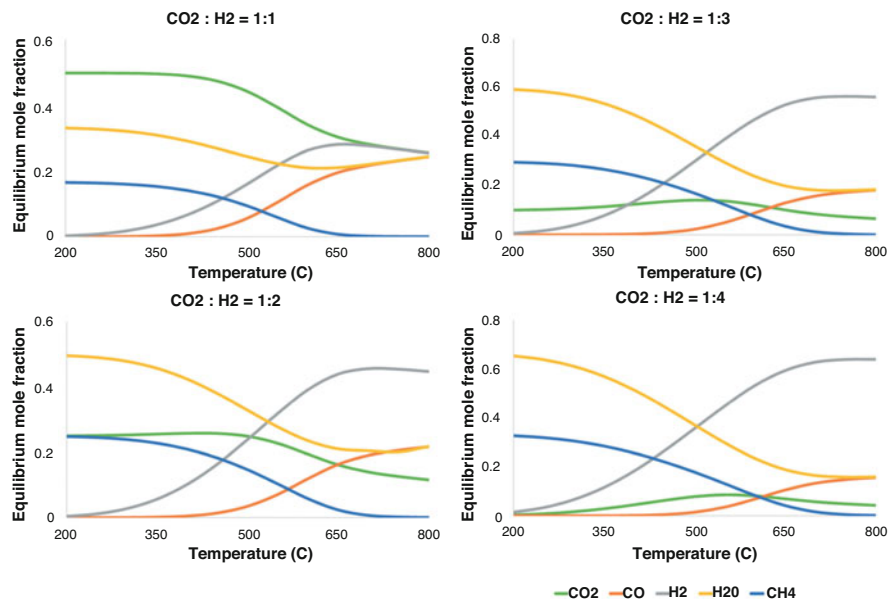 CO2 : H2 = 1:1
Equilibrium mole fraction
0.6
0.4
0.2
0
200 350 500 650 800
Temperature (C)
CO2 : H2 = 1:3
Equilibrium mole fraction
0.8
0.6
0.4
0.2
0
200 350 500 650 800
Temperature (C)
CO2 : H2 = 1:2
Equilibrium mole fraction
0.6
0.4
0.2
0
200 350 500 650 800
Temperature (C)
CO2 : H2 = 1:4
Equilibrium mole fraction
0.8
0.6
0.4
0.2
0
200 350 500 650 800
Temperature (C)
CO2 CO H2 H20 CH4